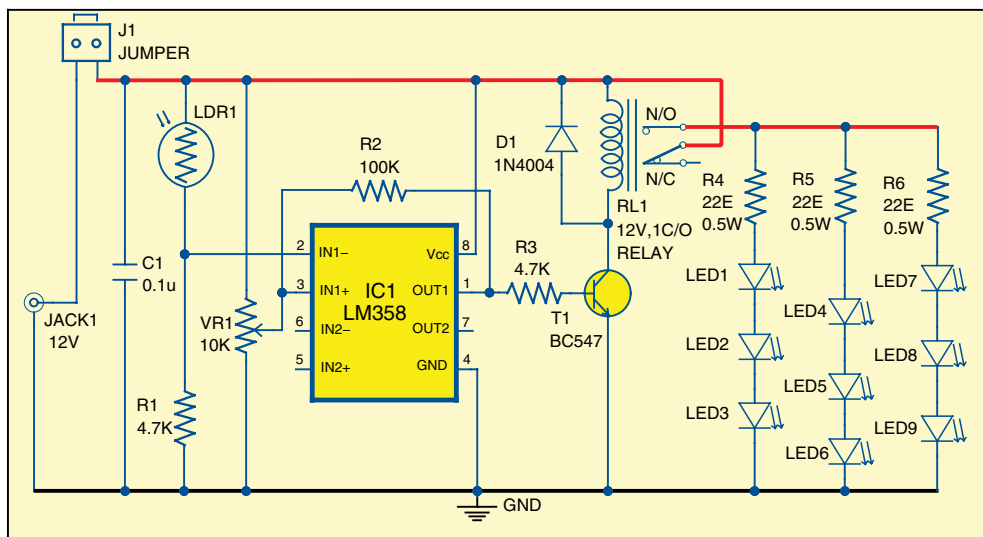 J1
JUMPER
LDR1
R2
100K
D1
1N4004
N/O
N/C
RL1
12V,1C/O
RELAY
R4
22E
0.5W
R5
22E
0.5W
R6
22E
0.5W
C1
0.1u
2
IN1–
3
IN1+
6
IN2–
5
IN2+
IC1
LM358
Vcc
8
OUT1
1
OUT2
7
GND
4
R3
4.7K
T1
BC547
VR1
10K
JACK1
12V
R1
4.7K
LED1
LED2
LED3
LED4
LED5
LED6
LED7
LED8
LED9
GND